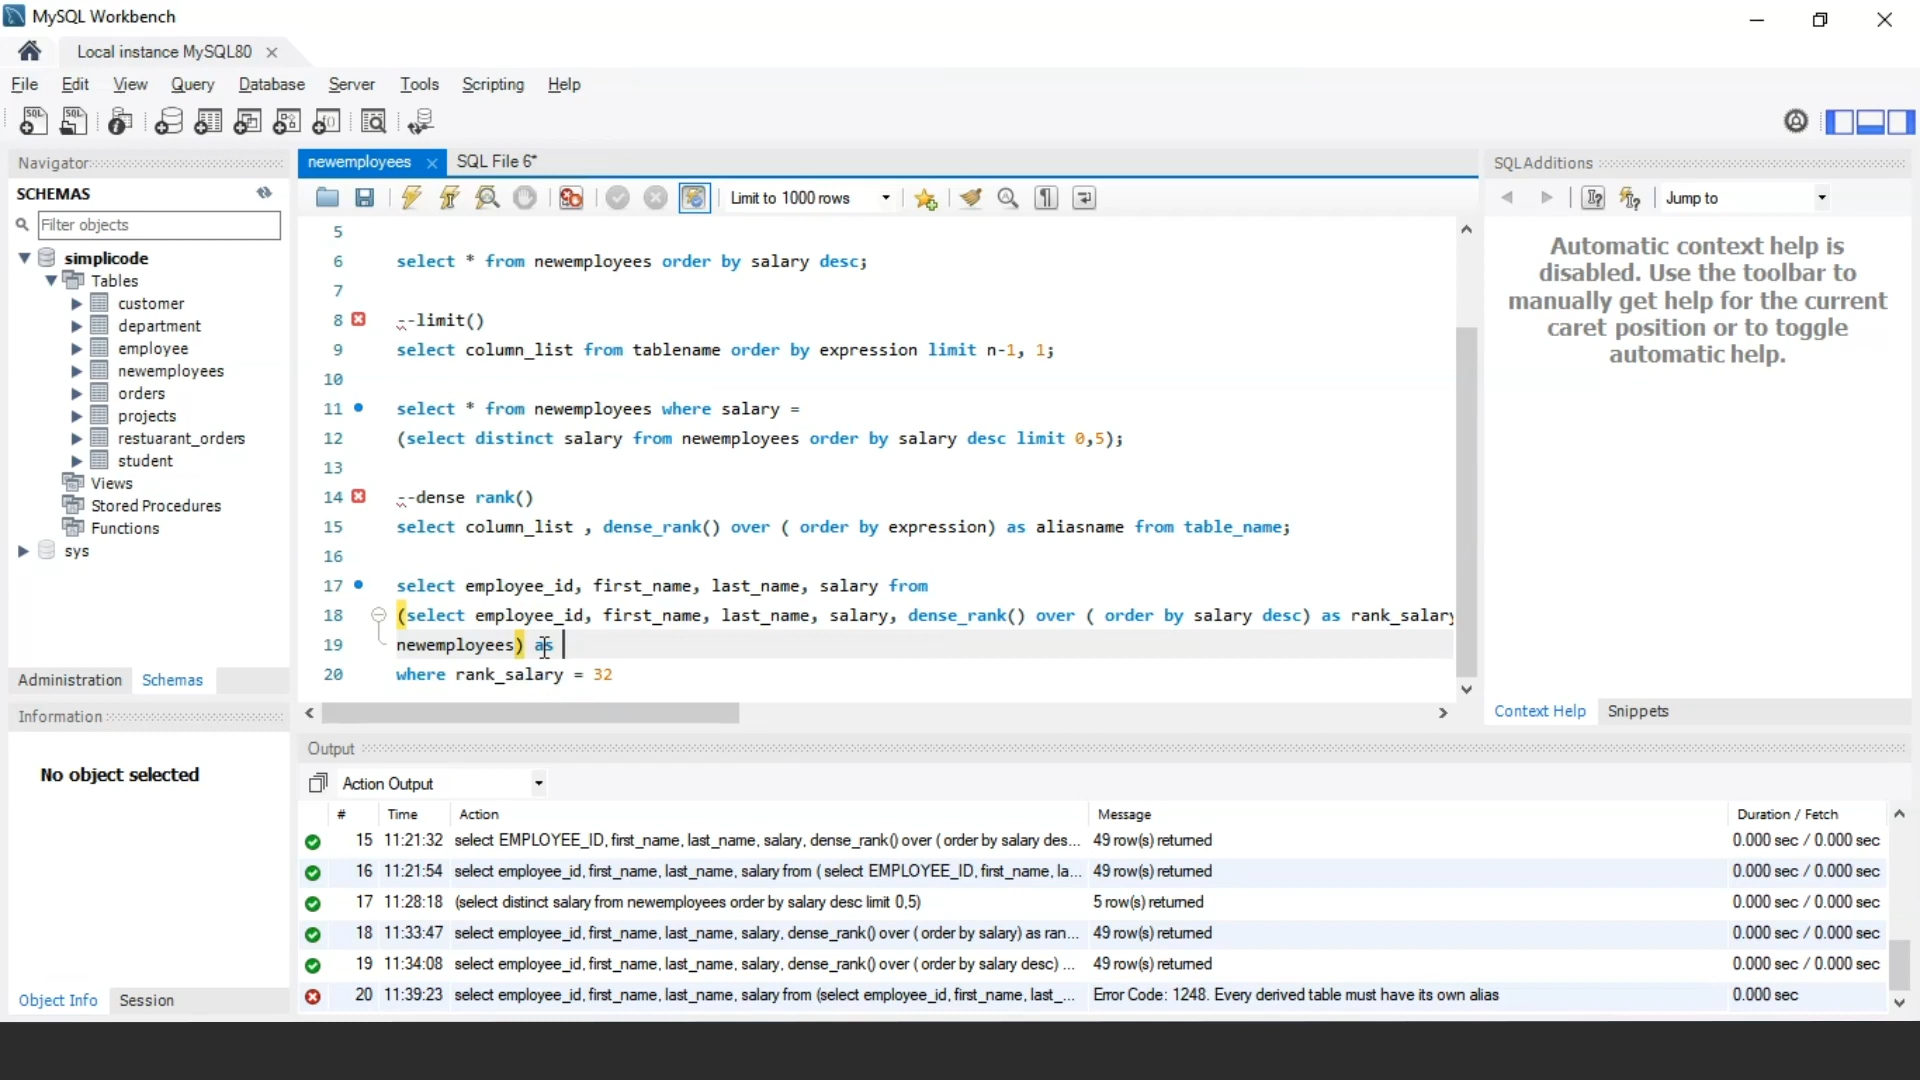 MySQL Workbench
Local instance MySQL80
File Edit View Query Database Server Tools Scripting Help
Navigator
SCHEMAS
Filter objects
simplicode
Tables
customer
department
employee
newemployees
orders
projects
restuarant_orders
student
Views
Stored Procedures
Functions
sys
Administration Schemas
Information
No object selected
Object Info Session
newemployees SQL File 6*
Limit to 1000 rows
5
6 select * from newemployees order by salary desc;
7
8 --limit()
9 select column_list from tablename order by expression limit n-1, 1;
10
11 select * from newemployees where salary =
12 (select distinct salary from newemployees order by salary desc limit 0,5);
13
14 --dense rank()
15 select column_list , dense_rank() over ( order by expression) as aliasname from table_name;
16
17 select employee_id, first_name, last_name, salary from
18 (select employee_id, first_name, last_name, salary, dense_rank() over ( order by salary desc) as rank_salary
19 newemployees) as
20 where rank_salary = 32
SQLAdditions
Jump to
Automatic context help is
disabled. Use the toolbar to
manually get help for the current
caret position or to toggle
automatic help.
Context Help Snippets
Output
Action Output
# Time Action Message Duration / Fetch
15 11:21:32 select EMPLOYEE_ID, first_name, last_name, salary, dense_rank() over ( order by salary des... 49 row(s) returned 0.000 sec / 0.000 sec
16 11:21:54 select employee_id, first_name, last_name, salary from ( select EMPLOYEE_ID, first_name, la... 49 row(s) returned 0.000 sec / 0.000 sec
17 11:28:18 (select distinct salary from newemployees order by salary desc limit 0,5) 5 row(s) returned 0.000 sec / 0.000 sec
18 11:33:47 select employee_id, first_name, last_name, salary, dense_rank() over ( order by salary) as ran... 49 row(s) returned 0.000 sec / 0.000 sec
19 11:34:08 select employee_id, first_name, last_name, salary, dense_rank() over ( order by salary desc) ... 49 row(s) returned 0.000 sec / 0.000 sec
20 11:39:23 select employee_id, first_name, last_name, salary from (select employee_id, first_name, last_... Error Code: 1248. Every derived table must have its own alias 0.000 sec